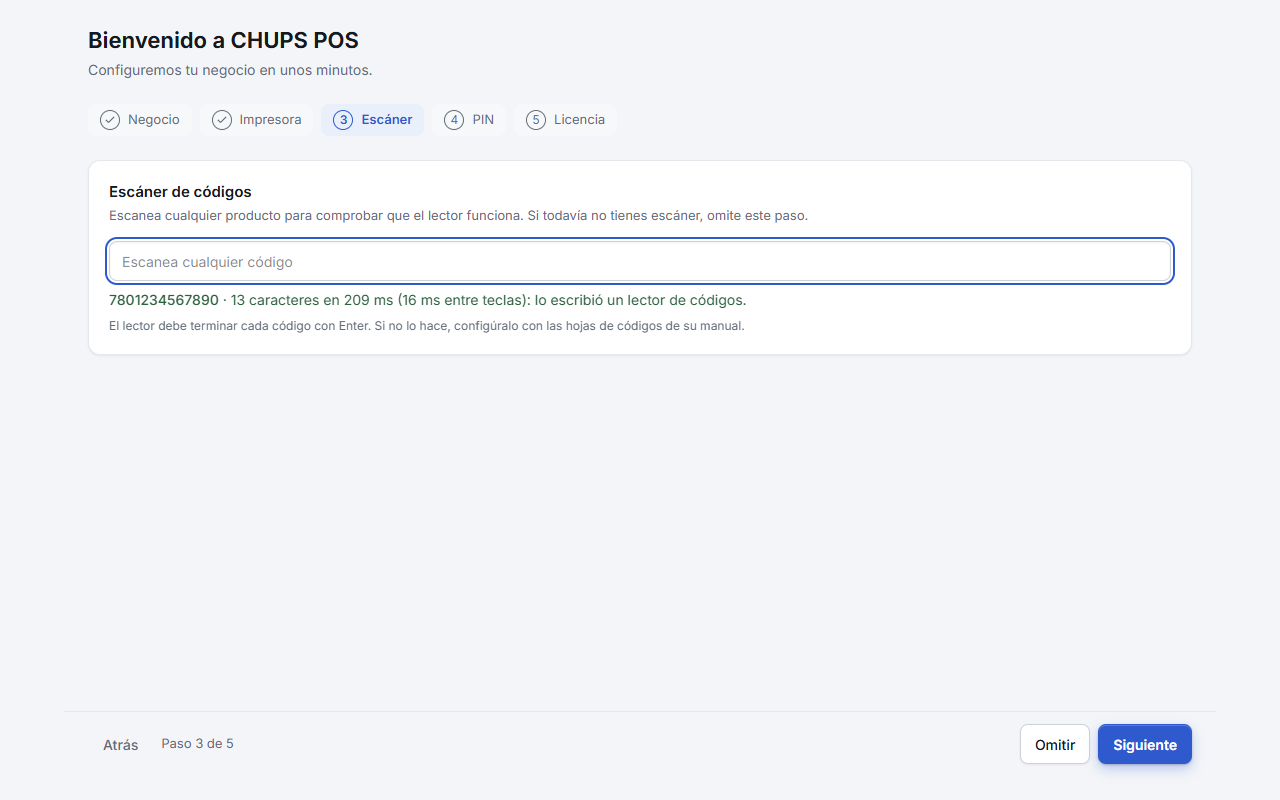 Bienvenido a CHUPS POS
Configuremos tu negocio en unos minutos.
Negocio Impresora 3 Escáner 4 PIN 5 Licencia
Escáner de códigos
Escanea cualquier producto para comprobar que el lector funciona. Si todavía no tienes escáner, omite este paso.
Escanea cualquier código
7801234567890 · 13 caracteres en 209 ms (16 ms entre teclas): lo escribió un lector de códigos.
El lector debe terminar cada código con Enter. Si no lo hace, configúralo con las hojas de códigos de su manual.
Atrás Paso 3 de 5 Omitir Siguiente